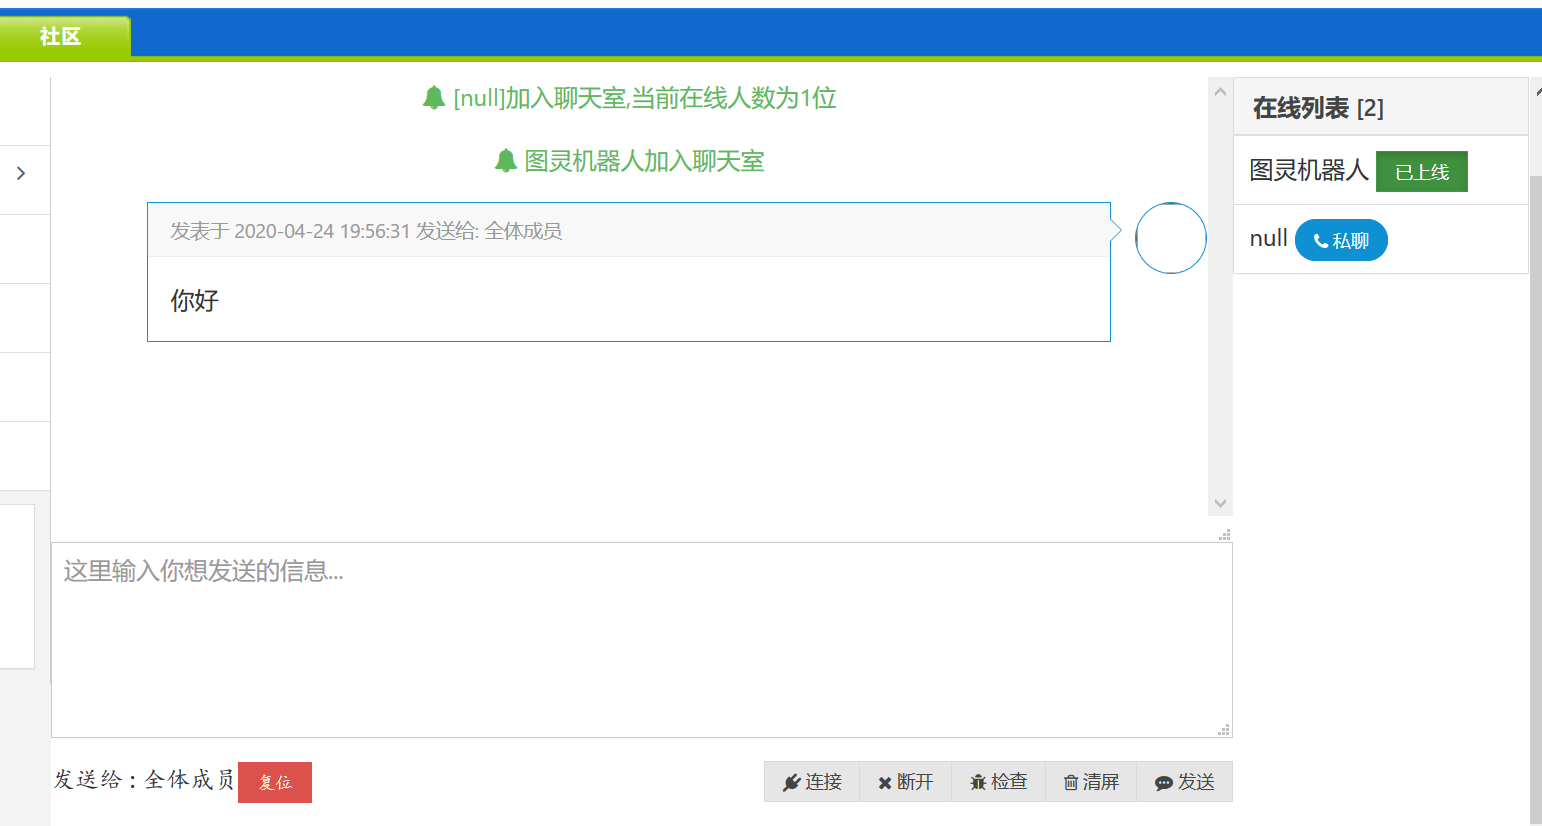 社区
[null]加入聊天室,当前在线人数为1位
图灵机器人加入聊天室
发表于 2020-04-24 19:56:31 发送给: 全体成员
你好
在线列表 [2]
图灵机器人 已上线
null 私聊
这里输入你想发送的信息...
发送给：全体成员 复位
连接 断开 检查 清屏 发送